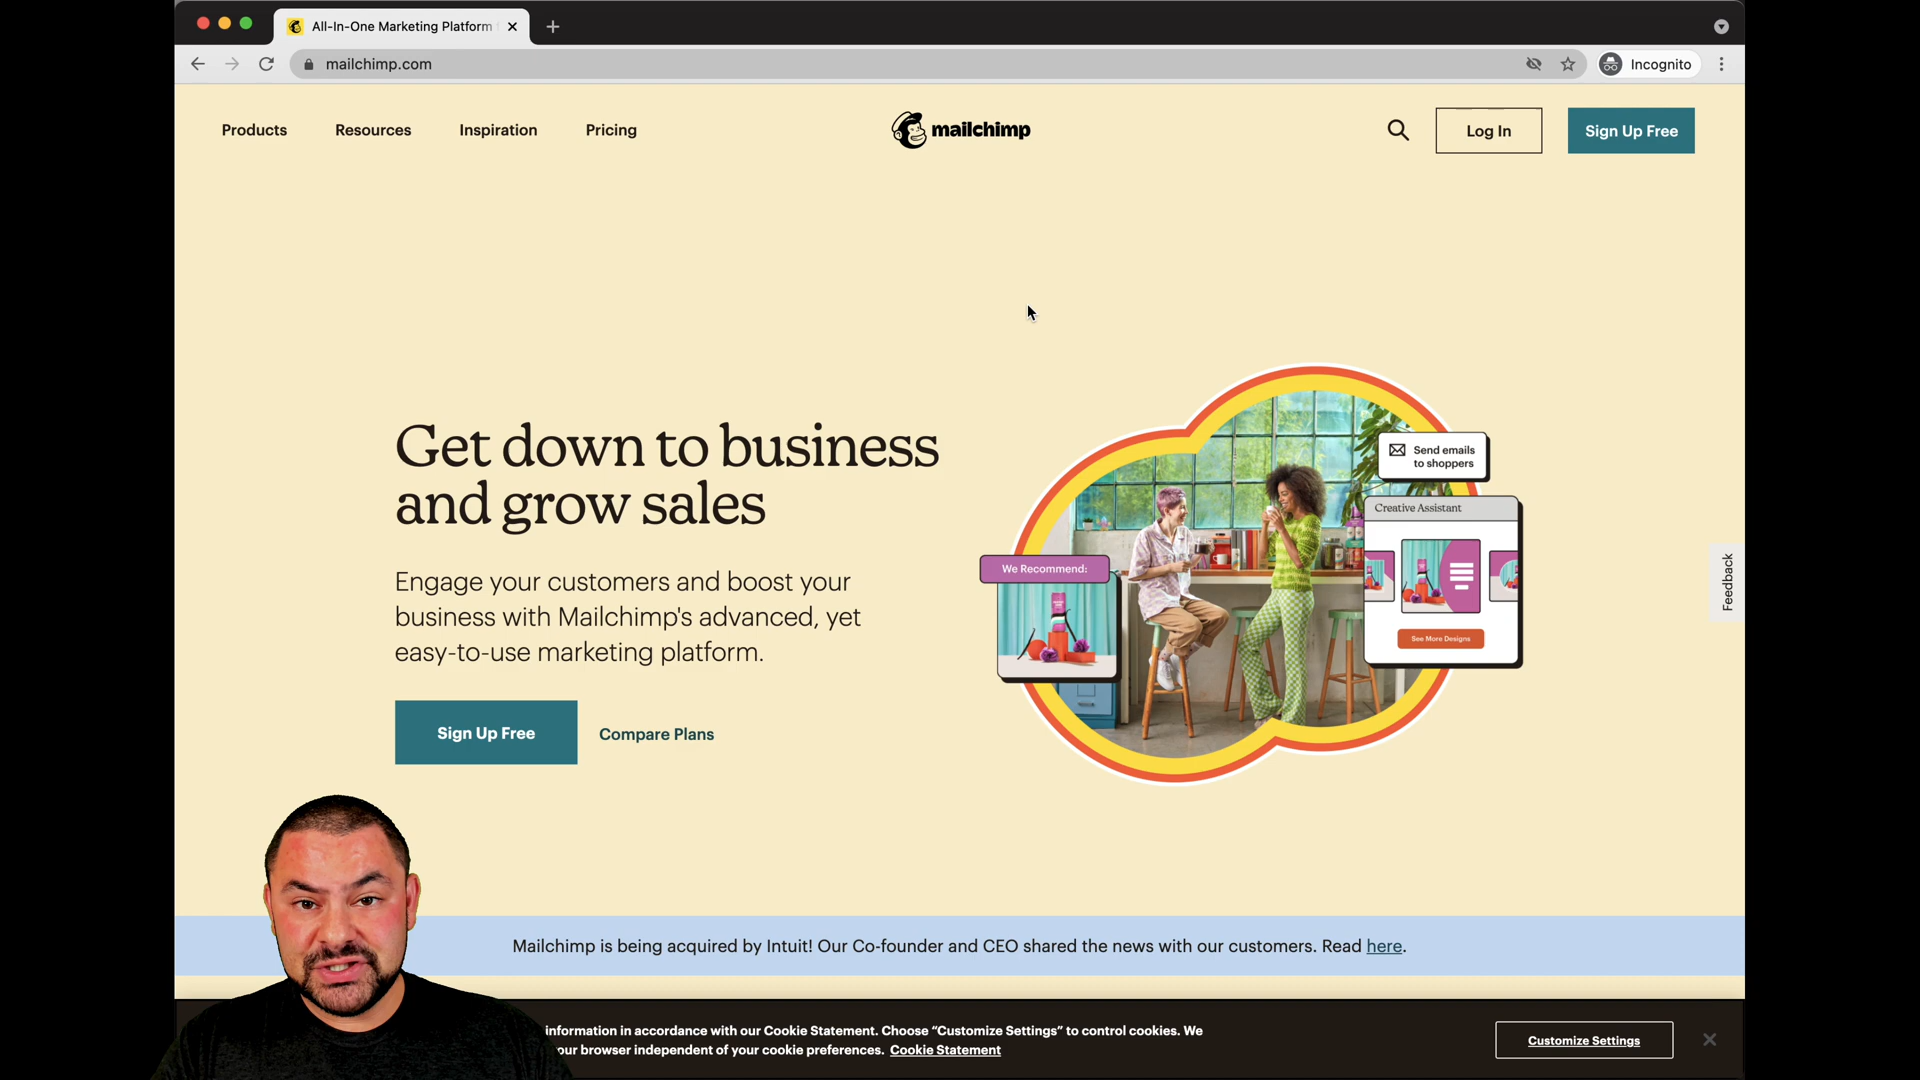 All-In-One Marketing Platform
mailchimp.com
Incognito
Products
Resources
Inspiration
Pricing
mailchimp
Log In
Sign Up Free
Get down to business
and grow sales
Engage your customers and boost your
business with Mailchimp's advanced, yet
easy-to-use marketing platform.
Sign Up Free
Compare Plans
Send emails
to shoppers
Creative Assistant
We Recommend:
See More Designs
Feedback
Mailchimp is being acquired by Intuit! Our Co-founder and CEO shared the news with our customers. Read here.
information in accordance with our Cookie Statement. Choose “Customize Settings” to control cookies. We
browser independent of your cookie preferences. Cookie Statement
Customize Settings